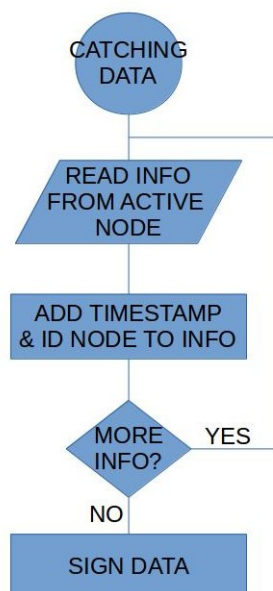 CATCHING
DATA
READ INFO
FROM ACTIVE
NODE
ADD TIMESTAMP
& ID NODE TO INFO
MORE
INFO?
YES
NO
SIGN DATA